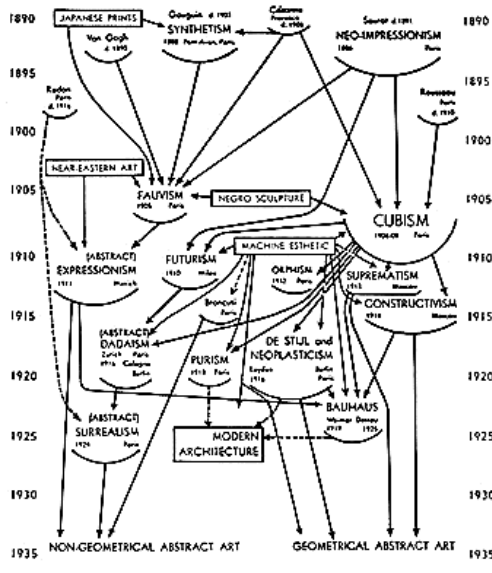 1890
JAPANESE PRINTS
Gauguin d. 1903
SYNTHETISM
1888 Pont-Aven, Paris
Cézanne
Provence
d. 1906
Seurat d. 1891
NEO-IMPRESSIONISM
1886 Paris
1890
Van Gogh
d. 1890
1895
1895
Redon
Paris
d. 1916
Rousseau
Paris
d. 1910
1900
1900
NEAR-EASTERN ART
1905
FAUVISM
1905 Paris
NEGRO SCULPTURE
1905
CUBISM
1906-08 Paris
1910
(ABSTRACT)
EXPRESSIONISM
1911 Munich
FUTURISM
1910 Milan
MACHINE ESTHETIC
ORPHISM
1912 Paris
SUPREMATISM
1913 Moscow
1910
Brancusi
Paris
CONSTRUCTIVISM
1914 Moscow
1915
1915
(ABSTRACT)
DADAISM
Zurich Paris
1916 Cologne
Berlin
PURISM
1918 Paris
DE STIJL and
NEOPLASTICISM
Leyden Berlin
1916 Paris
1920
1920
BAUHAUS
Weimar Dessau
1919 1925
(ABSTRACT)
SURREALISM
1924 Paris
MODERN
ARCHITECTURE
1925
1925
1930
1930
1935
NON-GEOMETRICAL ABSTRACT ART
GEOMETRICAL ABSTRACT ART
1935